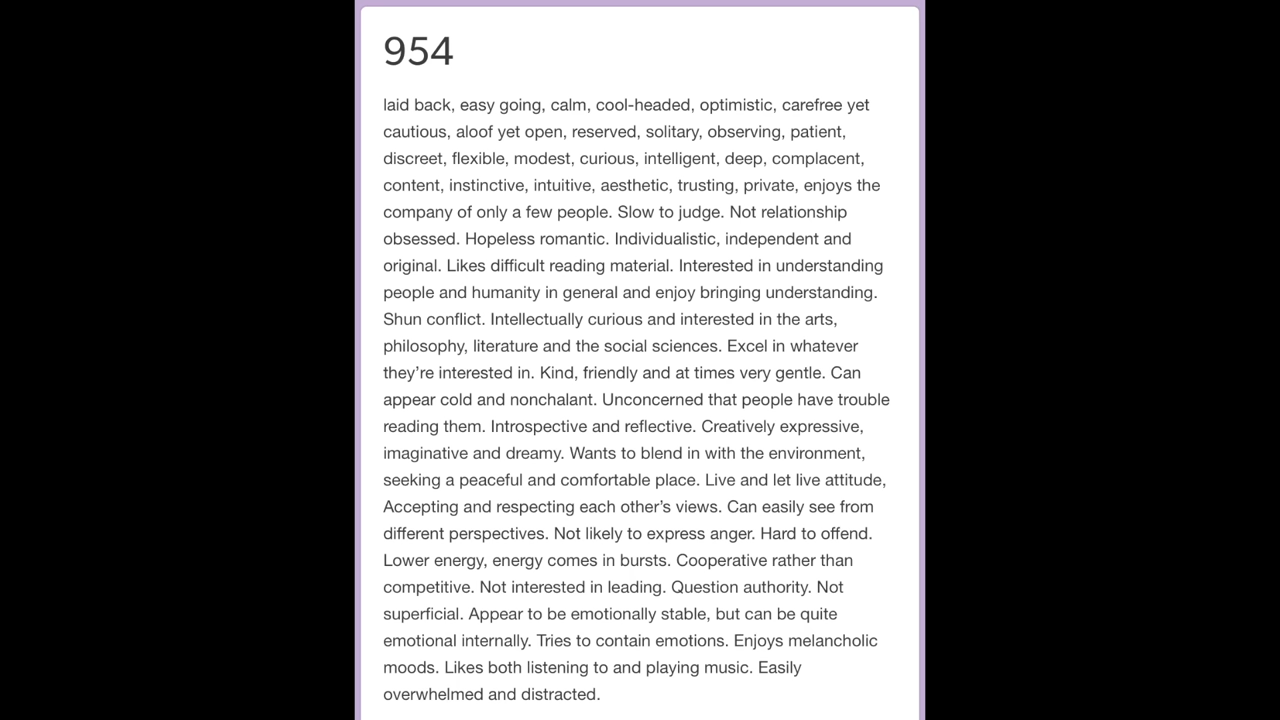 954
laid back, easy going, calm, cool-headed, optimistic, carefree yet
cautious, aloof yet open, reserved, solitary, observing, patient,
discreet, flexible, modest, curious, intelligent, deep, complacent,
content, instinctive, intuitive, aesthetic, trusting, private, enjoys the
company of only a few people. Slow to judge. Not relationship
obsessed. Hopeless romantic. Individualistic, independent and
original. Likes difficult reading material. Interested in understanding
people and humanity in general and enjoy bringing understanding.
Shun conflict. Intellectually curious and interested in the arts,
philosophy, literature and the social sciences. Excel in whatever
they’re interested in. Kind, friendly and at times very gentle. Can
appear cold and nonchalant. Unconcerned that people have trouble
reading them. Introspective and reflective. Creatively expressive,
imaginative and dreamy. Wants to blend in with the environment,
seeking a peaceful and comfortable place. Live and let live attitude,
Accepting and respecting each other’s views. Can easily see from
different perspectives. Not likely to express anger. Hard to offend.
Lower energy, energy comes in bursts. Cooperative rather than
competitive. Not interested in leading. Question authority. Not
superficial. Appear to be emotionally stable, but can be quite
emotional internally. Tries to contain emotions. Enjoys melancholic
moods. Likes both listening to and playing music. Easily
overwhelmed and distracted.